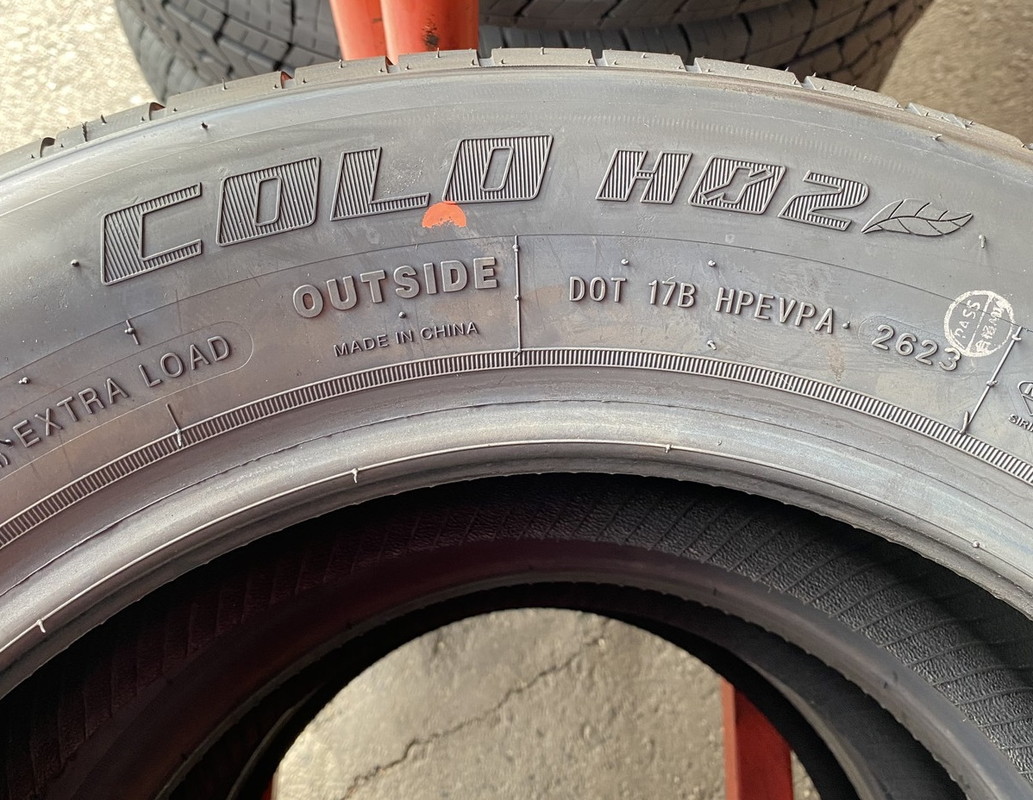 COLO H02
OUTSIDE
MADE IN CHINA
DOT 17B HPEVPA· 2623
PASS
EXTRA LOAD